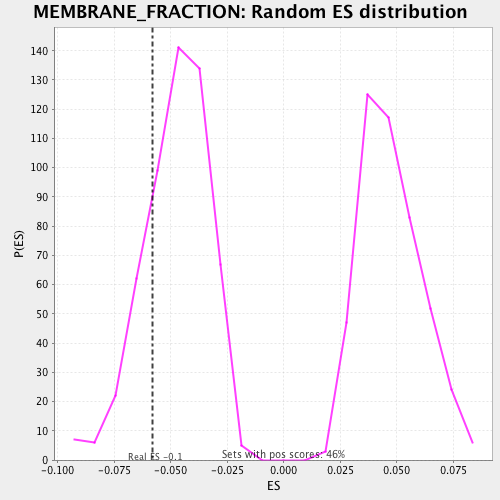 MEMBRANE_FRACTION: Random ES distribution
140
130
120
110
100
90
80
70
60
50
40
30
20
10
0
P(ES)
Real ES -0.1
Sets with pos scores: 46%
-0.100 -0.075 -0.050 -0.025 0.000 0.025 0.050 0.075
ES